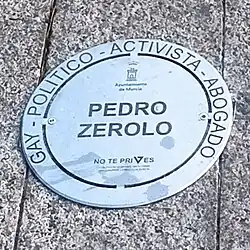 GAY - POLÍTICO - ACTIVISTA - ABOGADO
Ayuntamiento
de Murcia
PEDRO
ZEROLO
NO TE PRIVES